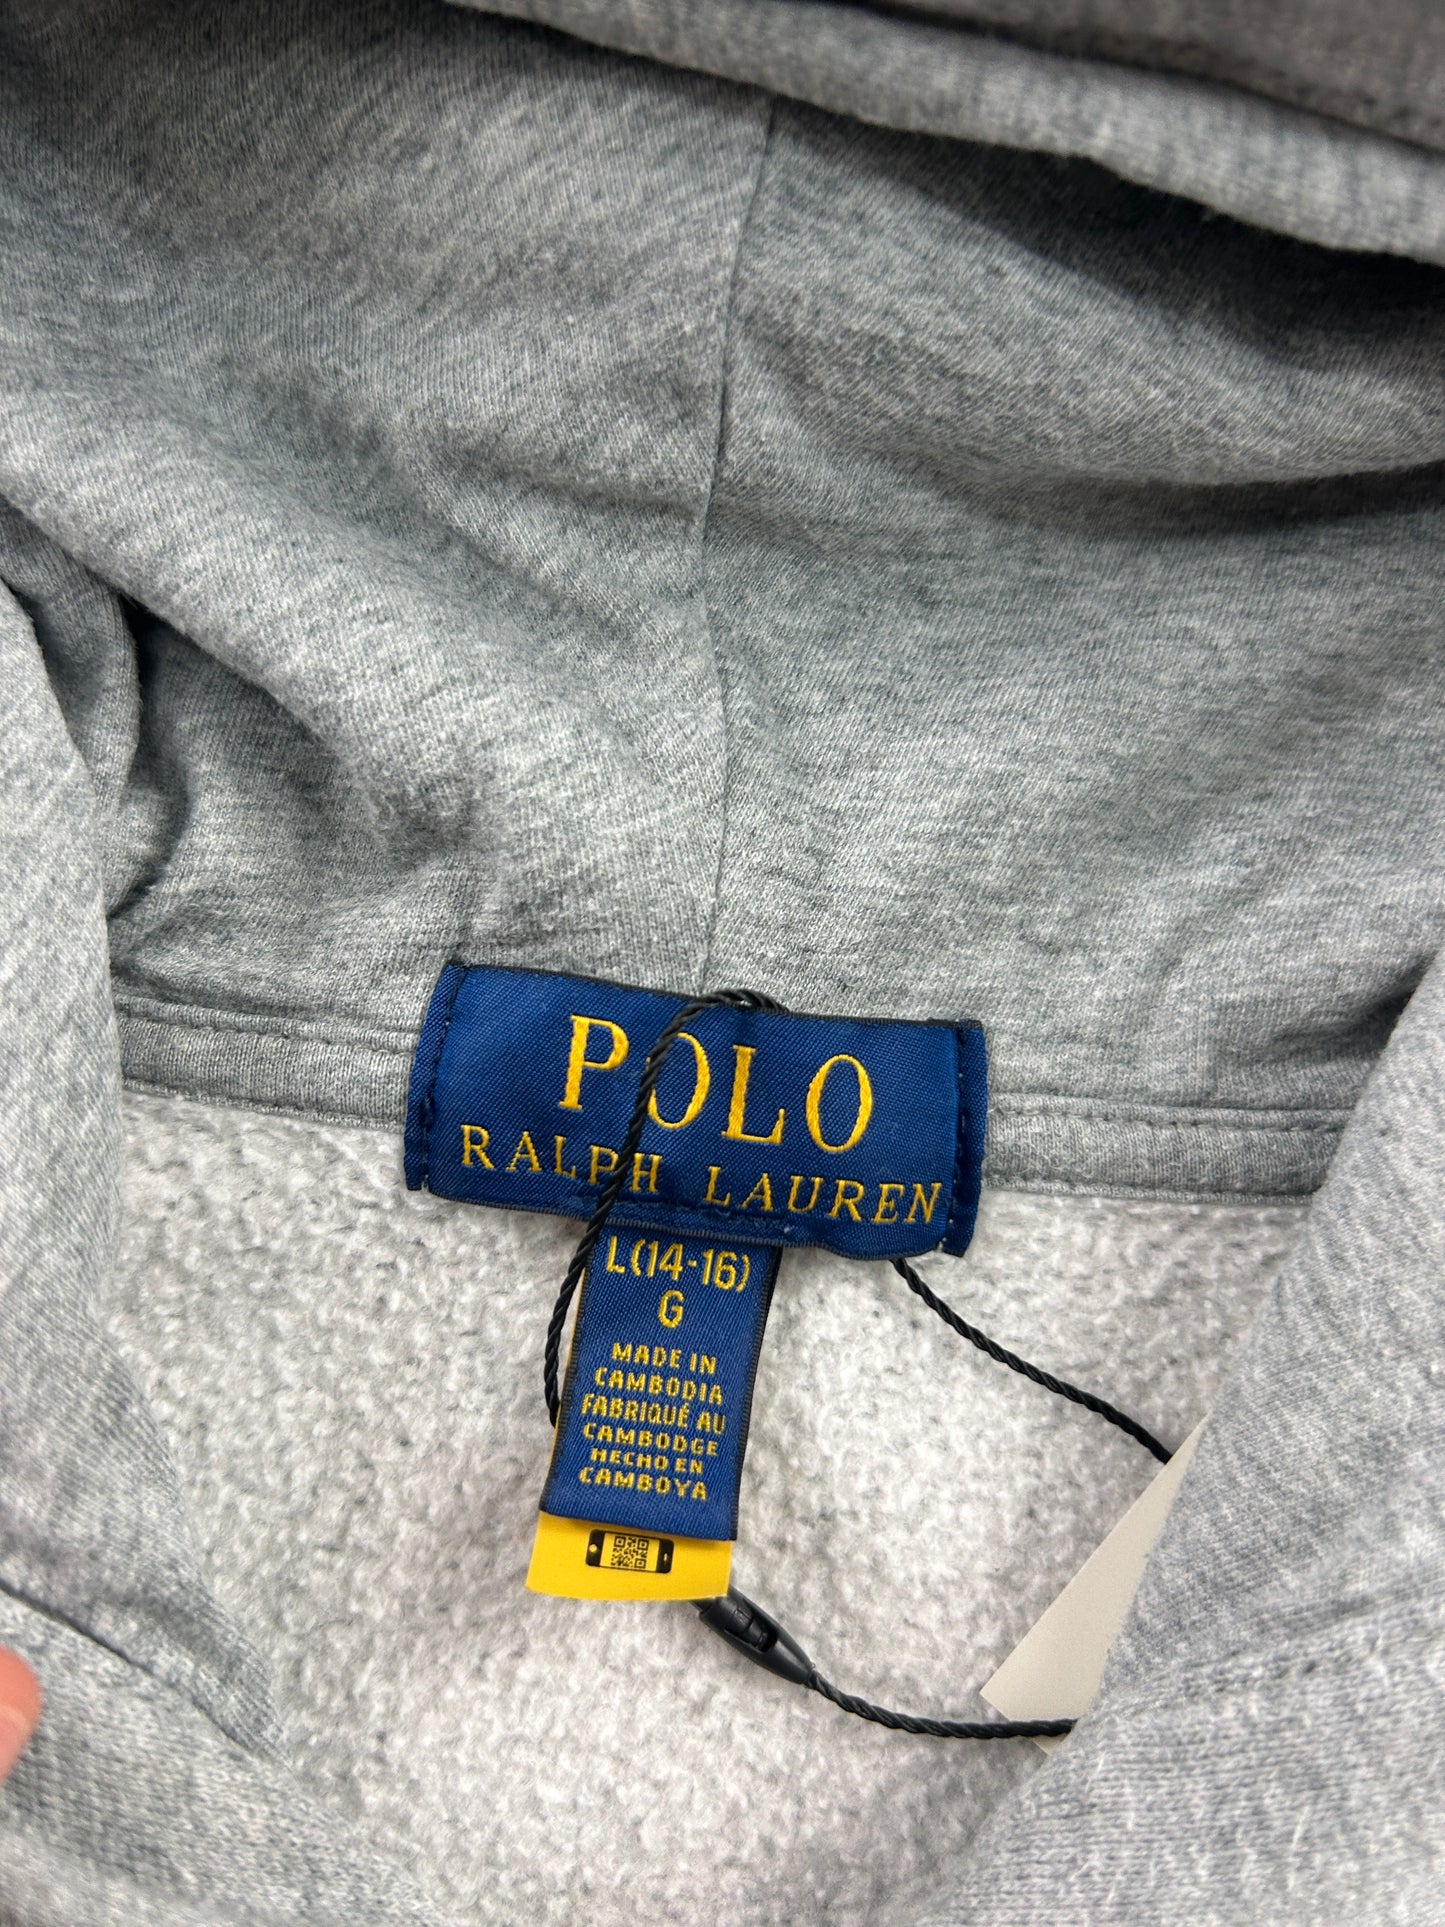 POLO
RALPH LAUREN
L(14-16)
G
MADE IN
CAMBODIA
FABRIQUÉ AU
CAMBODGE
HECHO EN
CAMBOYA